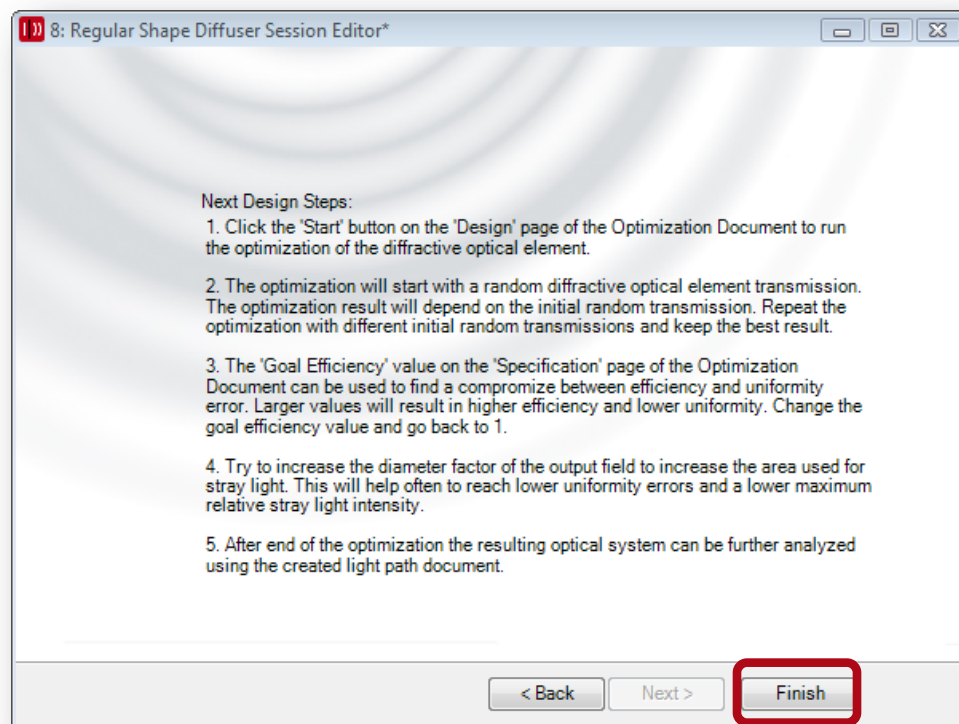 8: Regular Shape Diffuser Session Editor*
Next Design Steps:
1. Click the 'Start' button on the 'Design' page of the Optimization Document to run
the optimization of the diffractive optical element.
2. The optimization will start with a random diffractive optical element transmission.
The optimization result will depend on the initial random transmission. Repeat the
optimization with different initial random transmissions and keep the best result.
3. The 'Goal Efficiency' value on the 'Specification' page of the Optimization
Document can be used to find a compromize between efficiency and uniformity
error. Larger values will result in higher efficiency and lower uniformity. Change the
goal efficiency value and go back to 1.
4. Try to increase the diameter factor of the output field to increase the area used for
stray light. This will help often to reach lower uniformity errors and a lower maximum
relative stray light intensity.
5. After end of the optimization the resulting optical system can be further analyzed
using the created light path document.
< Back Next > Finish